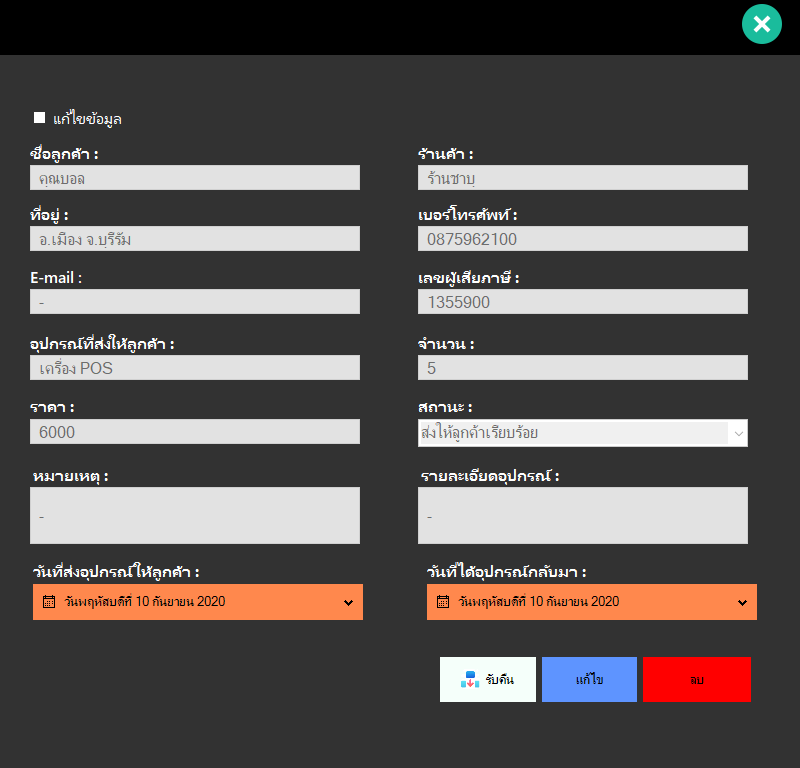 แก้ไขข้อมูล
ชื่อลูกค้า :
ร้านค้า :
คุณบอล
ร้านชาบู
ที่อยู่ :
เบอร์โทรศัพท์ :
อ.เมือง จ.บุรีรัม
0875962100
E-mail :
เลขผู้เสียภาษี :
-
1355900
อุปกรณ์ที่ส่งให้ลูกค้า :
จำนวน :
เครื่อง POS
5
ราคา :
สถานะ :
6000
ส่งให้ลูกค้าเรียบร้อย
หมายเหตุ :
รายละเอียดอุปกรณ์ :
-
-
วันที่ส่งอุปกรณ์ให้ลูกค้า :
วันที่ได้อุปกรณ์กลับมา :
วันพฤหัสบดีที่ 10 กันยายน 2020
วันพฤหัสบดีที่ 10 กันยายน 2020
รับคืน
แก้ไข
ลบ